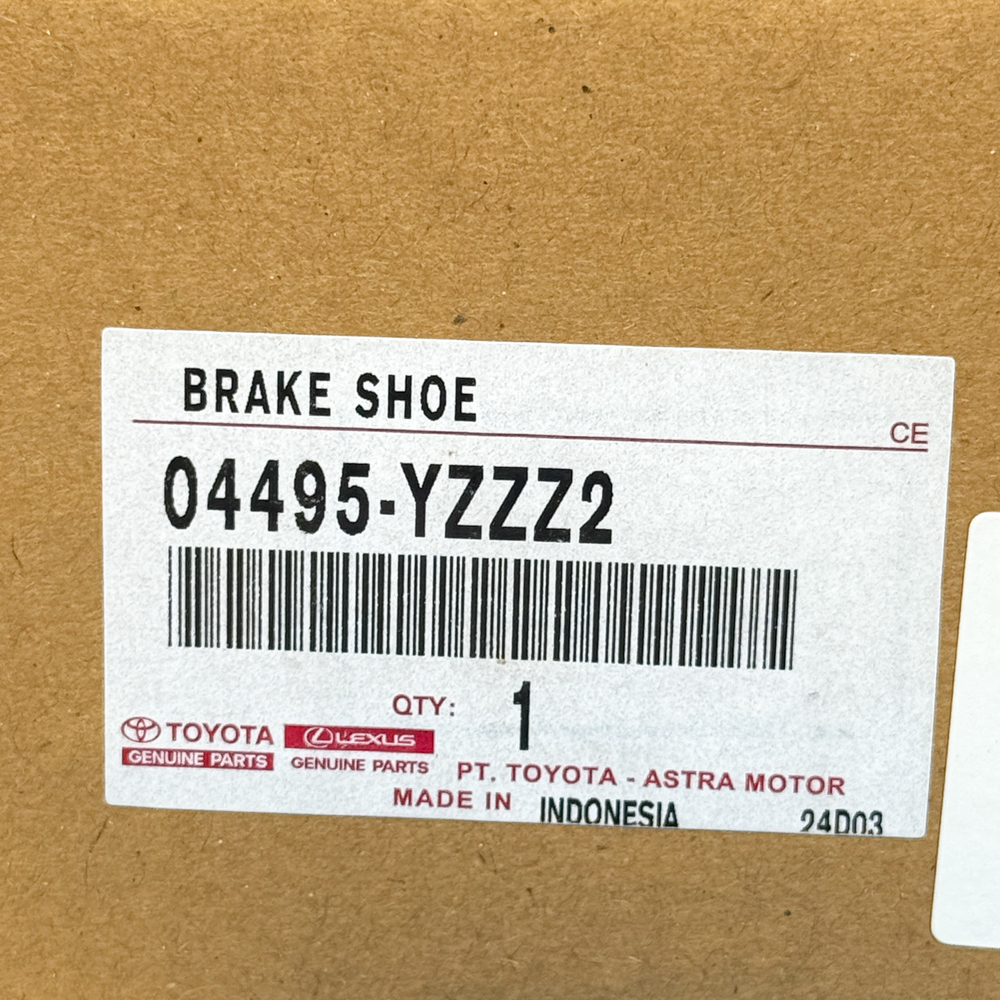 BRAKE SHOE
CE
04495-YZZZ2
QTY: 1
TOYOTA LEXUS
GENUINE PARTS GENUINE PARTS PT. TOYOTA - ASTRA MOTOR
MADE IN INDONESIA 24D03